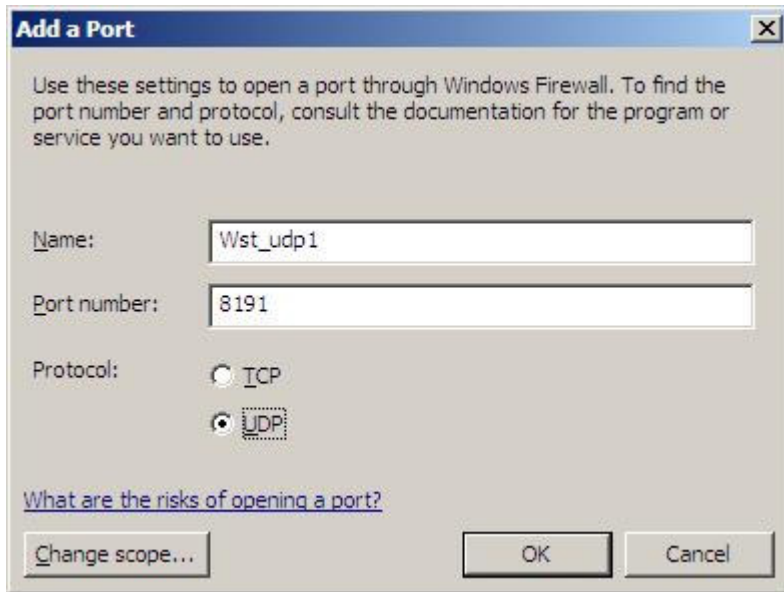 Add a Port
Use these settings to open a port through Windows Firewall. To find the
port number and protocol, consult the documentation for the program or
service you want to use.
Name: Wst_udp1
Port number: 8191
Protocol: TCP
UDP
What are the risks of opening a port?
Change scope... OK Cancel